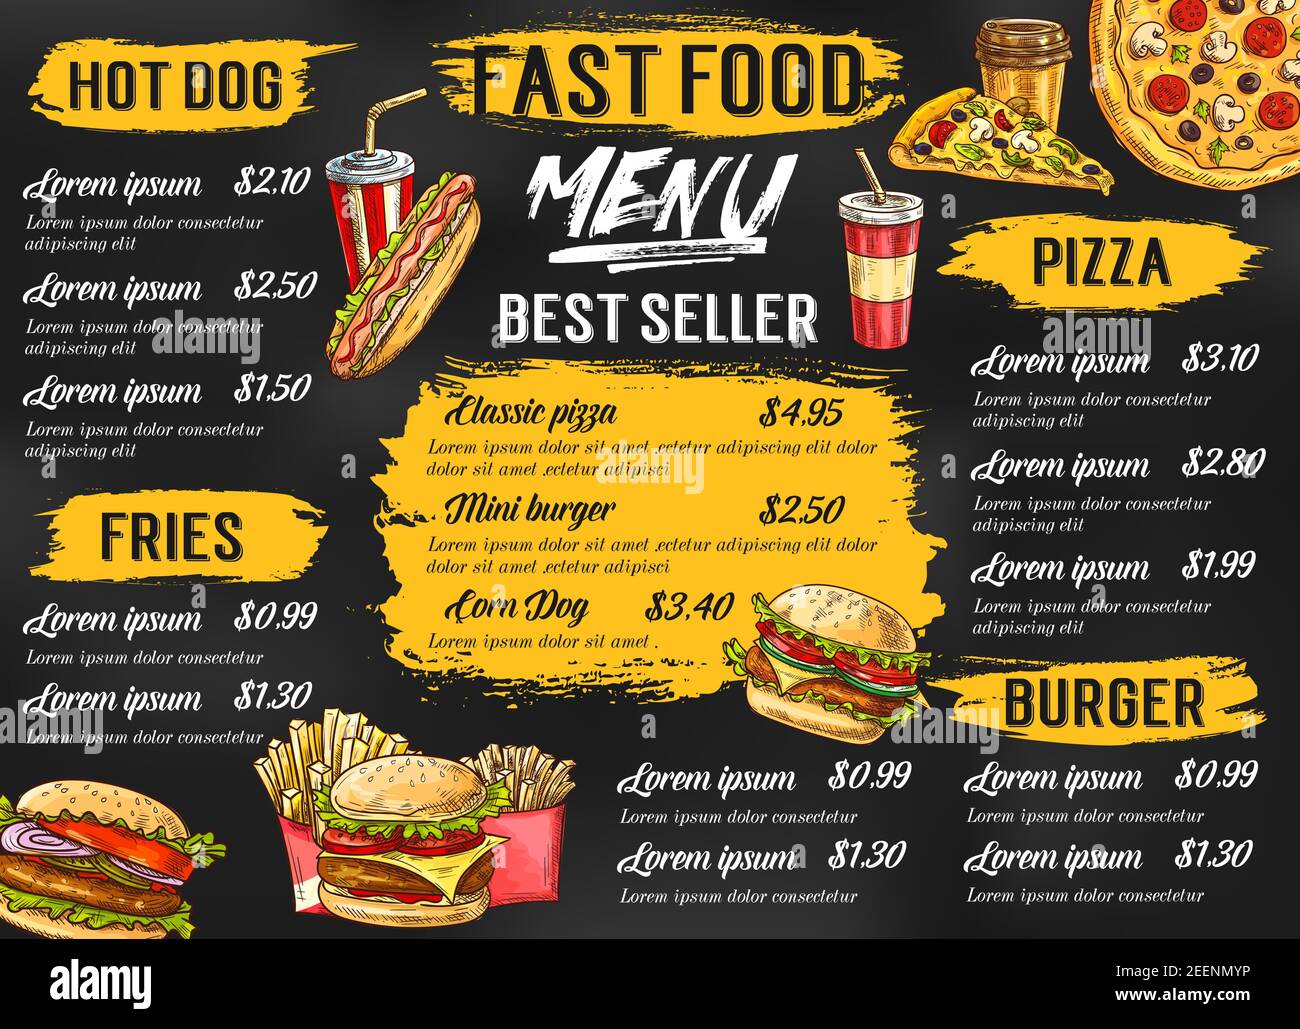 HOT DOG
Lorem ipsum $2,10
Lorem ipsum dolor consectetur
adipiscing elit
Lorem ipsum $2,50
Lorem ipsum dolor consectetur
adipiscing elit
Lorem ipsum $1,50
Lorem ipsum dolor consectetur
adipiscing elit
FRIES
Lorem ipsum $0,99
Lorem ipsum dolor consectetur
Lorem ipsum $1,30
Lorem ipsum dolor consectetur
FAST FOOD
MENU
BEST SELLER
Classic pizza $4,95
Lorem ipsum dolor sit amet ,ectetur adipiscing elit dolor
dolor sit amet ,ectetur adipisci
Mini burger $2,50
Lorem ipsum dolor sit amet ,ectetur adipiscing elit dolor
dolor sit amet ,ectetur adipisci
Corn Dog $3,40
Lorem ipsum dolor sit amet .
PIZZA
Lorem ipsum $3,10
Lorem ipsum dolor consectetur
adipiscing elit
Lorem ipsum $2,80
Lorem ipsum dolor consectetur
adipiscing elit
Lorem ipsum $1,99
Lorem ipsum dolor consectetur
adipiscing elit
BURGER
Lorem ipsum $0,99
Lorem ipsum dolor consectetur
Lorem ipsum $1,30
Lorem ipsum dolor consectetur
Lorem ipsum $0,99
Lorem ipsum dolor consectetur
Lorem ipsum $1,30
Lorem ipsum dolor consectetur
alamy
Image ID: 2EENMYP
www.alamy.com